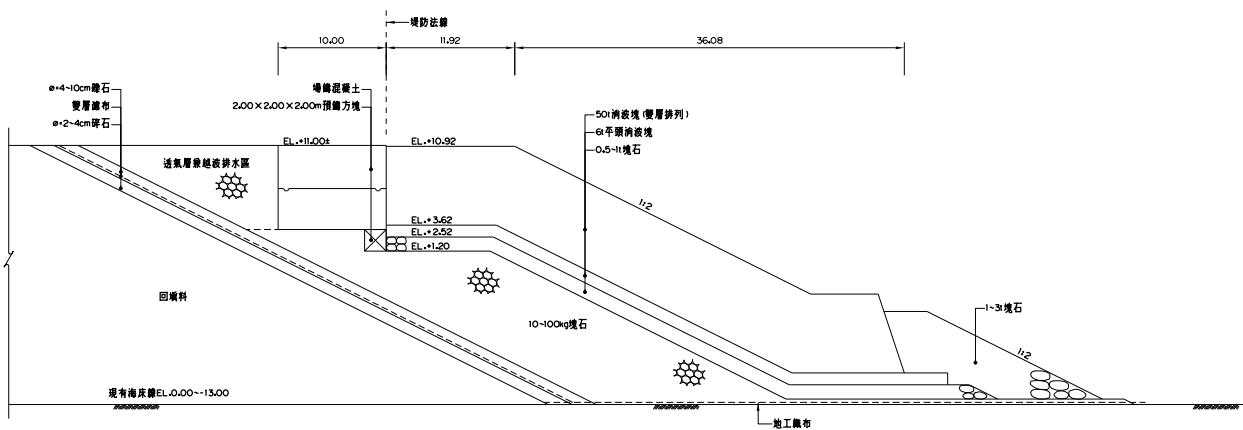 堤防法線
10.00
11.92
36.08
ø=4~10cm碎石
雙層濾布
ø=2~4cm碎石
場鑄混凝土
2.00×2.00×2.00m預鑄方塊
50t消波塊(雙層排列)
6t平頭消波塊
0.5~1t塊石
EL.+11.00±
EL.+10.92
透氣層兼越波排水區
1:2
EL.+3.62
EL.+2.52
EL.+1.20
回填料
10~100kg塊石
1~3t塊石
1:2
現有海床線EL.0.00~-13.00
地工織布